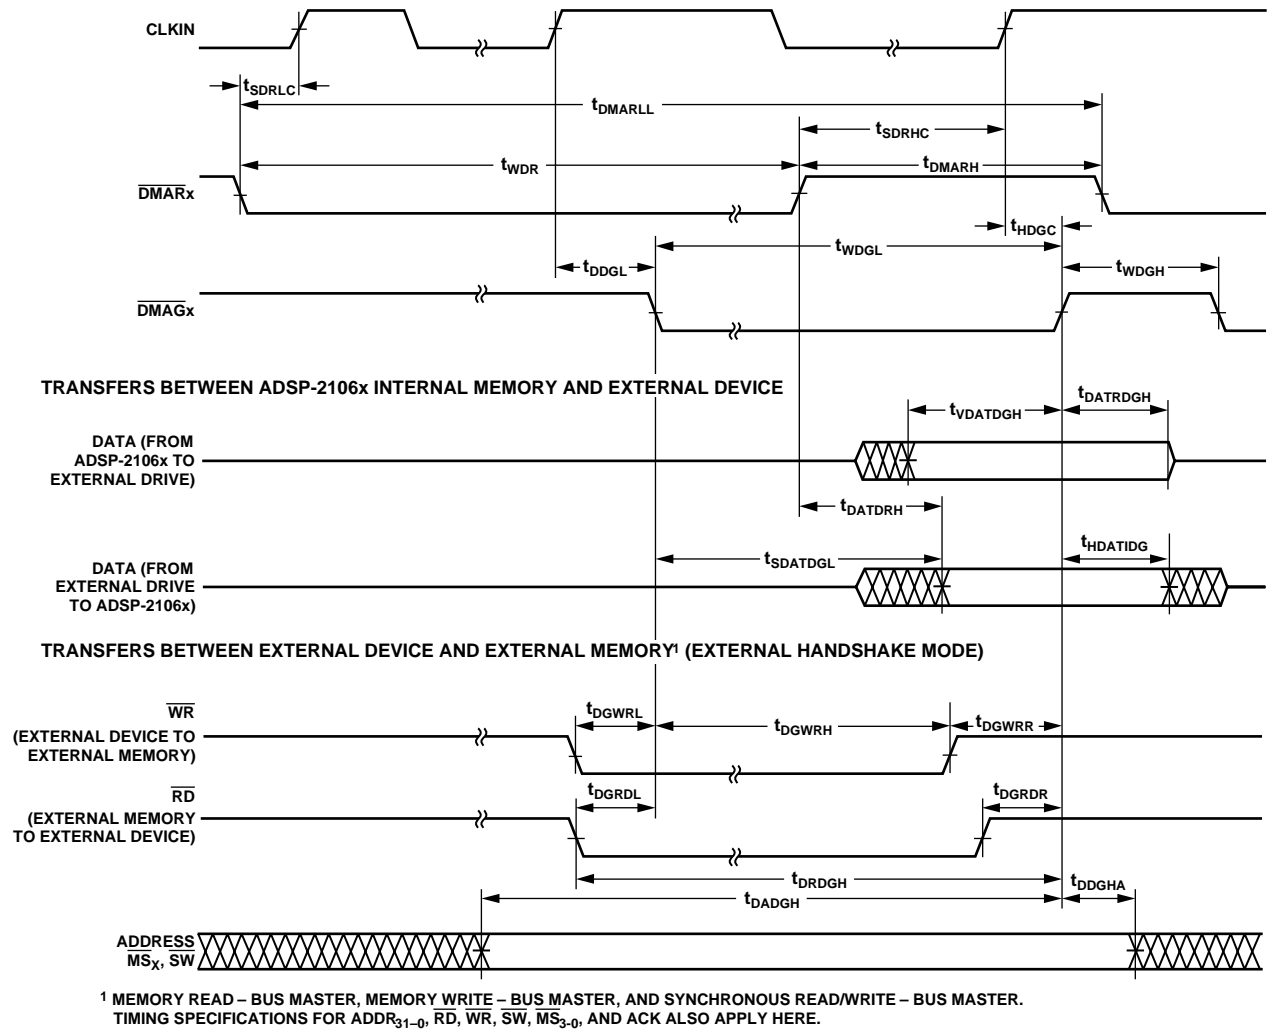 CLKIN
tSDRLC
tDMARLL
tSDRHC
tWDR
tDMARH
DMARx
tHDGC
tWDGL
tDDGL
tWDGH
DMAGx
TRANSFERS BETWEEN ADSP-2106x INTERNAL MEMORY AND EXTERNAL DEVICE
tDATRDGH
tVDATDGH
DATA (FROM
ADSP-2106x TO
EXTERNAL DRIVE)
tDATDRH
tHDATIDG
tSDATDGL
DATA (FROM
EXTERNAL DRIVE
TO ADSP-2106x)
TRANSFERS BETWEEN EXTERNAL DEVICE AND EXTERNAL MEMORY1 (EXTERNAL HANDSHAKE MODE)
WR
tDGWRL
tDGWRH
tDGWRR
(EXTERNAL DEVICE TO
EXTERNAL MEMORY)
RD
tDGRDL
tDGRDR
(EXTERNAL MEMORY
TO EXTERNAL DEVICE)
tDRDGH
tDDGHA
tDADGH
ADDRESS
MSX, SW
1 MEMORY READ – BUS MASTER, MEMORY WRITE – BUS MASTER, AND SYNCHRONOUS READ/WRITE – BUS MASTER.
TIMING SPECIFICATIONS FOR ADDR31–0, RD, WR, SW, MS3-0, AND ACK ALSO APPLY HERE.